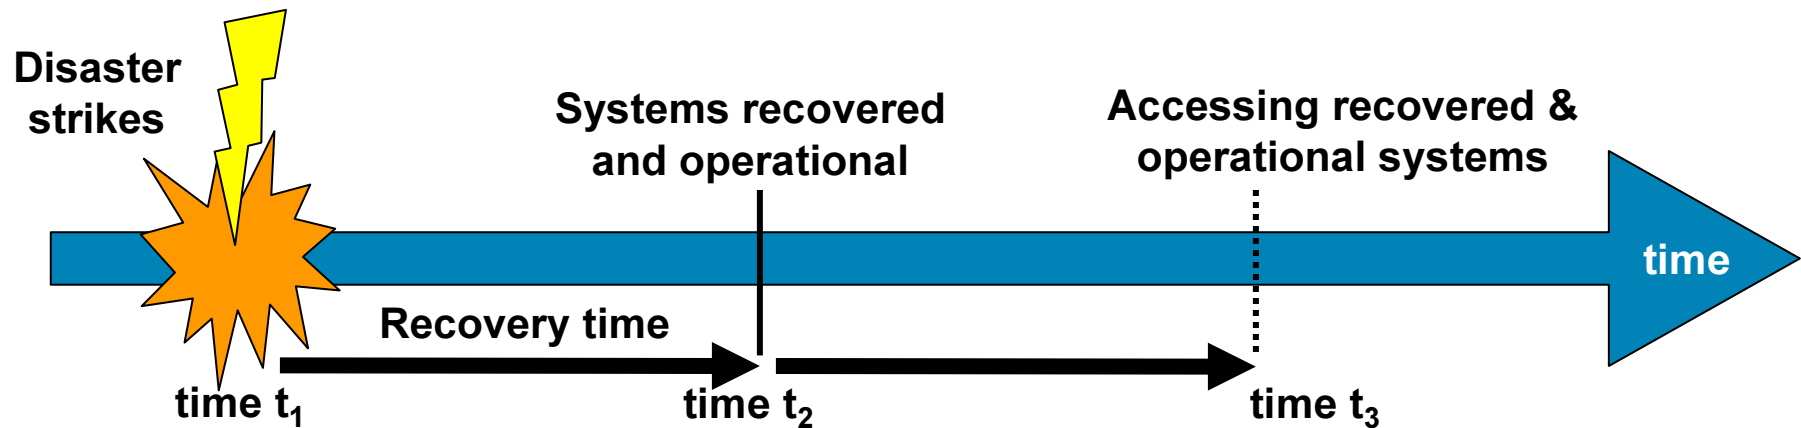 Disaster
strikes
Systems recovered
and operational
Accessing recovered &
operational systems
time
Recovery time
time t₁
time t₂
time t₃